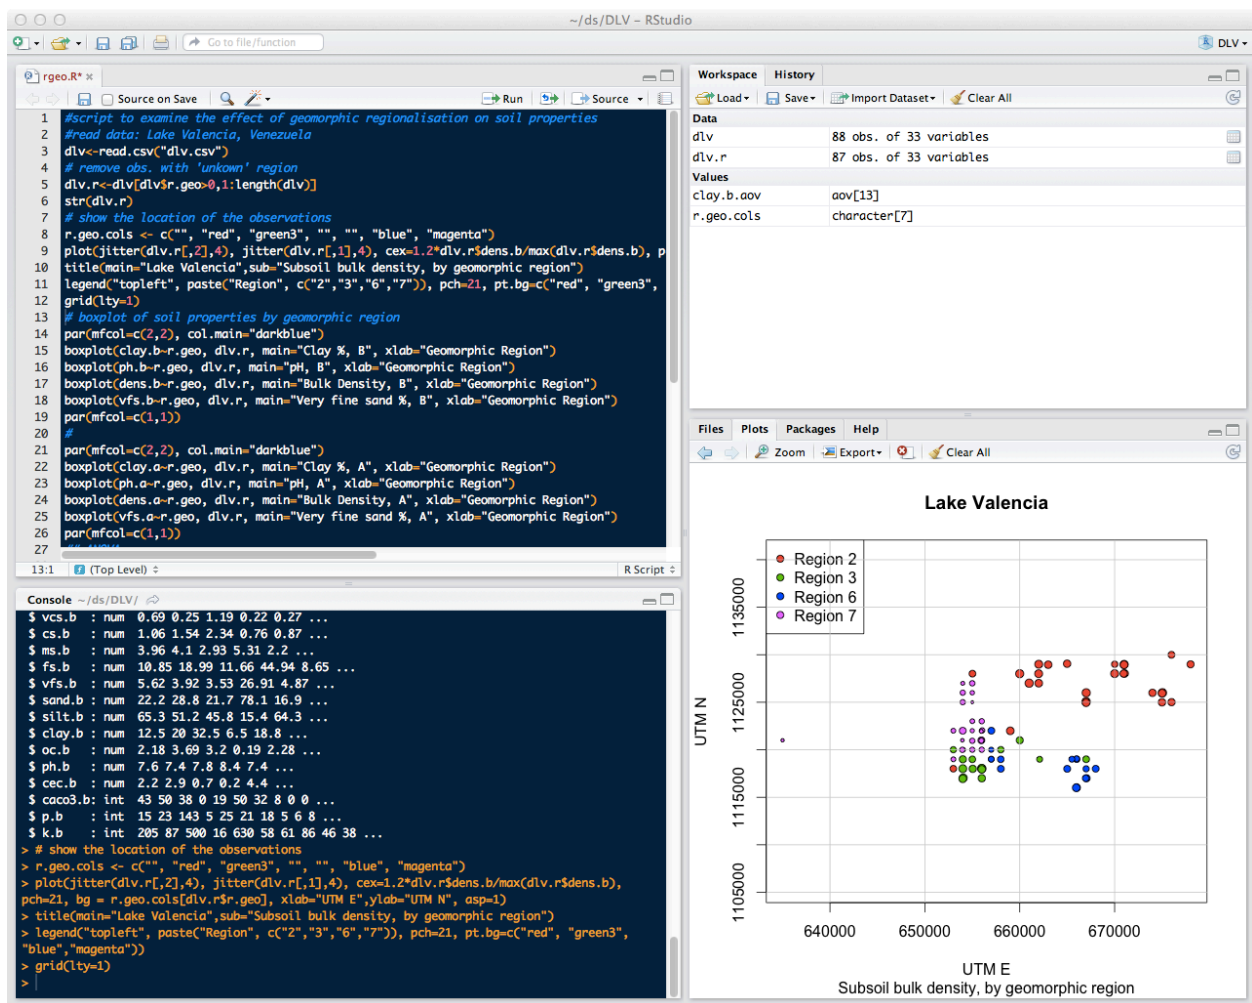 ~/ds/DLV – RStudio
Go to file/function
DLV
rgeo.R*
Source on Save
Run
Source
1 #script to examine the effect of geomorphic regionalisation on soil properties
2 #read data: Lake Valencia, Venezuela
3 dlv<-read.csv("dlv.csv")
4 # remove obs. with 'unkown' region
5 dlv.r<-dlv[dlv$r.geo>0,1:length(dlv)]
6 str(dlv.r)
7 # show the location of the observations
8 r.geo.cols <- c("", "red", "green3", "", "", "blue", "magenta")
9 plot(jitter(dlv.r[,2],4), jitter(dlv.r[,1],4), cex=1.2*dlv.r$dens.b/max(dlv.r$dens.b), p
10 title(main="Lake Valencia",sub="Subsoil bulk density, by geomorphic region")
11 legend("topleft", paste("Region", c("2","3","6","7")), pch=21, pt.bg=c("red", "green3",
12 grid(lty=1)
13 # boxplot of soil properties by geomorphic region
14 par(mfcol=c(2,2), col.main="darkblue")
15 boxplot(clay.b~r.geo, dlv.r, main="Clay %, B", xlab="Geomorphic Region")
16 boxplot(ph.b~r.geo, dlv.r, main="pH, B", xlab="Geomorphic Region")
17 boxplot(dens.b~r.geo, dlv.r, main="Bulk Density, B", xlab="Geomorphic Region")
18 boxplot(vfs.b~r.geo, dlv.r, main="Very fine sand %, B", xlab="Geomorphic Region")
19 par(mfcol=c(1,1))
20 #
21 par(mfcol=c(2,2), col.main="darkblue")
22 boxplot(clay.a~r.geo, dlv.r, main="Clay %, A", xlab="Geomorphic Region")
23 boxplot(ph.a~r.geo, dlv.r, main="pH, A", xlab="Geomorphic Region")
24 boxplot(dens.a~r.geo, dlv.r, main="Bulk Density, A", xlab="Geomorphic Region")
25 boxplot(vfs.a~r.geo, dlv.r, main="Very fine sand %, A", xlab="Geomorphic Region")
26 par(mfcol=c(1,1))
27
13:1 (Top Level) R Script
Console ~/ds/DLV/
$ vcs.b : num 0.69 0.25 1.19 0.22 0.27 ...
$ cs.b : num 1.06 1.54 2.34 0.76 0.87 ...
$ ms.b : num 3.96 4.1 2.93 5.31 2.2 ...
$ fs.b : num 10.85 18.99 11.66 44.94 8.65 ...
$ vfs.b : num 5.62 3.92 3.53 26.91 4.87 ...
$ sand.b : num 22.2 28.8 21.7 78.1 16.9 ...
$ silt.b : num 65.3 51.2 45.8 15.4 64.3 ...
$ clay.b : num 12.5 20 32.5 6.5 18.8 ...
$ oc.b : num 2.18 3.69 3.2 0.19 2.28 ...
$ ph.b : num 7.6 7.4 7.8 8.4 7.4 ...
$ cec.b : num 2.2 2.9 0.7 0.2 4.4 ...
$ caco3.b: int 43 50 38 0 19 50 32 8 0 0 ...
$ p.b : int 15 23 143 5 25 21 18 5 6 8 ...
$ k.b : int 205 87 500 16 630 58 61 86 46 38 ...
> # show the location of the observations
> r.geo.cols <- c("", "red", "green3", "", "", "blue", "magenta")
> plot(jitter(dlv.r[,2],4), jitter(dlv.r[,1],4), cex=1.2*dlv.r$dens.b/max(dlv.r$dens.b),
pch=21, bg = r.geo.cols[dlv.r$r.geo], xlab="UTM E",ylab="UTM N", asp=1)
> title(main="Lake Valencia",sub="Subsoil bulk density, by geomorphic region")
> legend("topleft", paste("Region", c("2","3","6","7")), pch=21, pt.bg=c("red", "green3",
"blue","magenta"))
> grid(lty=1)
>
Workspace History
Load Save Import Dataset Clear All
Data
dlv 88 obs. of 33 variables
dlv.r 87 obs. of 33 variables
Values
clay.b.aov aov[13]
r.geo.cols character[7]
Files Plots Packages Help
Zoom Export Clear All
Lake Valencia
Region 2
Region 3
Region 6
Region 7
UTM N
1135000
1125000
1115000
1105000
640000 650000 660000 670000
UTM E
Subsoil bulk density, by geomorphic region